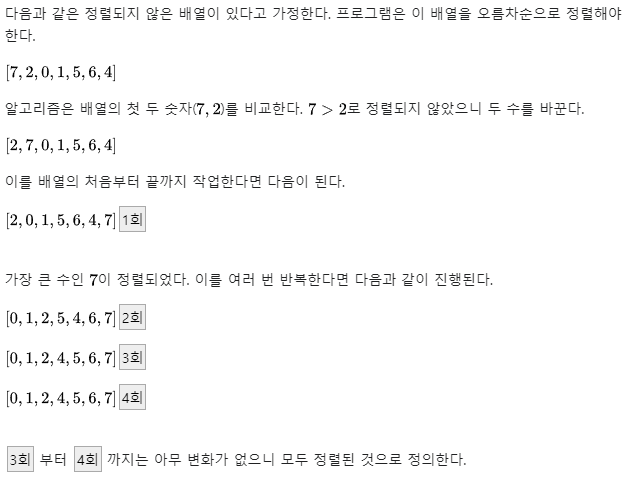 다음과 같은 정렬되지 않은 배열이 있다고 가정한다. 프로그램은 이 배열을 오름차순으로 정렬해야
한다.
[7, 2, 0, 1, 5, 6, 4]
알고리즘은 배열의 첫 두 숫자(7, 2)를 비교한다. 7 > 2로 정렬되지 않았으니 두 수를 바꾼다.
[2, 7, 0, 1, 5, 6, 4]
이를 배열의 처음부터 끝까지 작업한다면 다음이 된다.
[2, 0, 1, 5, 6, 4, 7] 1회
가장 큰 수인 7이 정렬되었다. 이를 여러 번 반복한다면 다음과 같이 진행된다.
[0, 1, 2, 5, 4, 6, 7] 2회
[0, 1, 2, 4, 5, 6, 7] 3회
[0, 1, 2, 4, 5, 6, 7] 4회
3회 부터 4회 까지는 아무 변화가 없으니 모두 정렬된 것으로 정의한다.